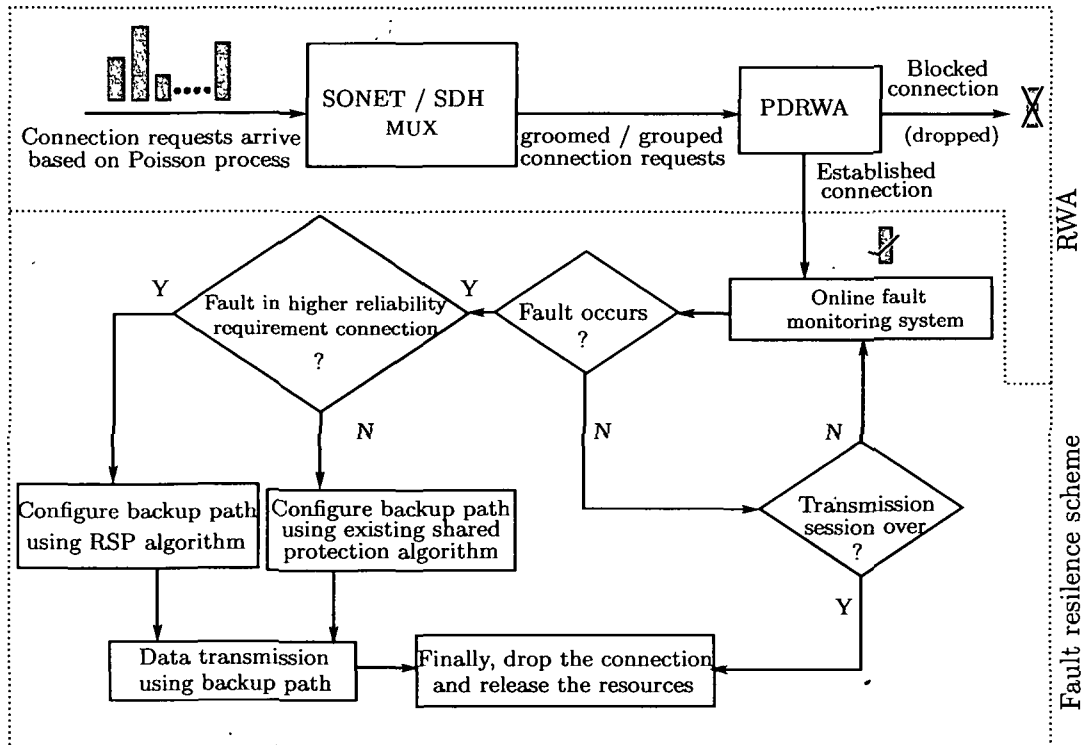 SONET / SDH
MUX
PDRWA
Blocked
connection
(dropped)
Connection requests arrive
based on Poisson process
groomed / grouped
connection requests
Established
connection
RWA
Y
Fault in higher reliability
requirement connection
?
Y
Fault occurs
?
Online fault
monitoring system
N
N
N
Configure backup path
using RSP algorithm
Configure backup path
using existing shared
protection algorithm
Transmission
session over
?
Y
Data transmission
using backup path
Finally, drop the connection
and release the resources
Fault resilence scheme